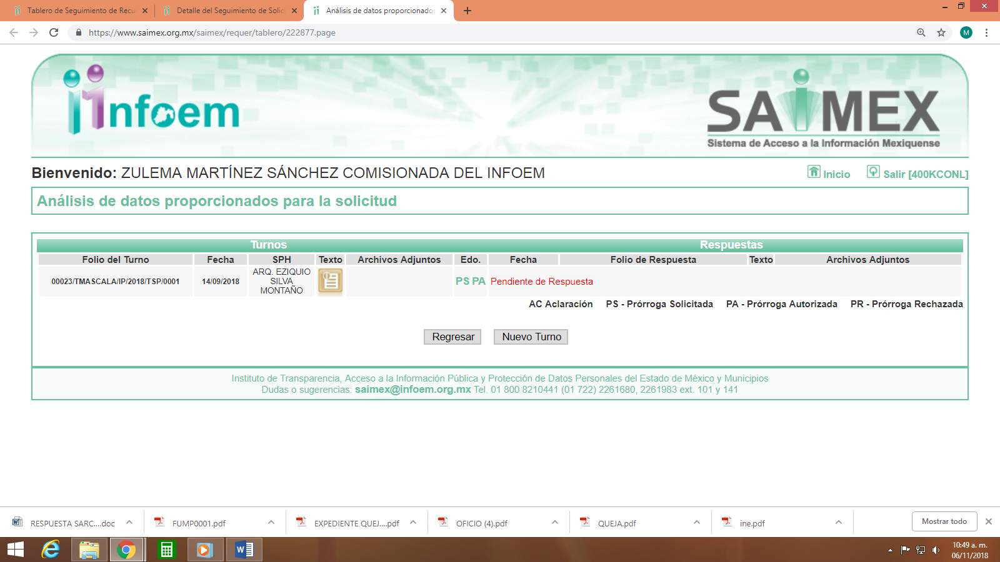 Tablero de Seguimiento de Recu
Detalle del Seguimiento de Solic
Análisis de datos proporcionados
https://www.saimex.org.mx/saimex/requer/tablero/222877.page
M
infoem
SAIMEX
Sistema de Acceso a la Información Mexiquense
Bienvenido: ZULEMA MARTÍNEZ SÁNCHEZ COMISIONADA DEL INFOEM
Inicio
Salir [400KCONL]
Análisis de datos proporcionados para la solicitud
Turnos
Respuestas
Folio del Turno Fecha SPH Texto Archivos Adjuntos Edo. Fecha Folio de Respuesta Texto Archivos Adjuntos
00023/TMASCALA/IP/2018/TSP/0001 14/09/2018 ARQ. EZIQUIO SILVA MONTAÑO PS PA Pendiente de Respuesta
AC Aclaración PS - Prórroga Solicitada PA - Prórroga Autorizada PR - Prórroga Rechazada
Regresar
Nuevo Turno
Instituto de Transparencia, Acceso a la Información Pública y Protección de Datos Personales del Estado de México y Municipios
Dudas o sugerencias: saimex@infoem.org.mx Tel. 01 800 8210441 (01 722) 2261680, 2261983 ext. 101 y 141
RESPUESTA SARC....doc
FUMP0001.pdf
EXPEDIENTE QUEJ....pdf
OFICIO (4).pdf
QUEJA.pdf
ine.pdf
Mostrar todo
10:49 a. m.
06/11/2018